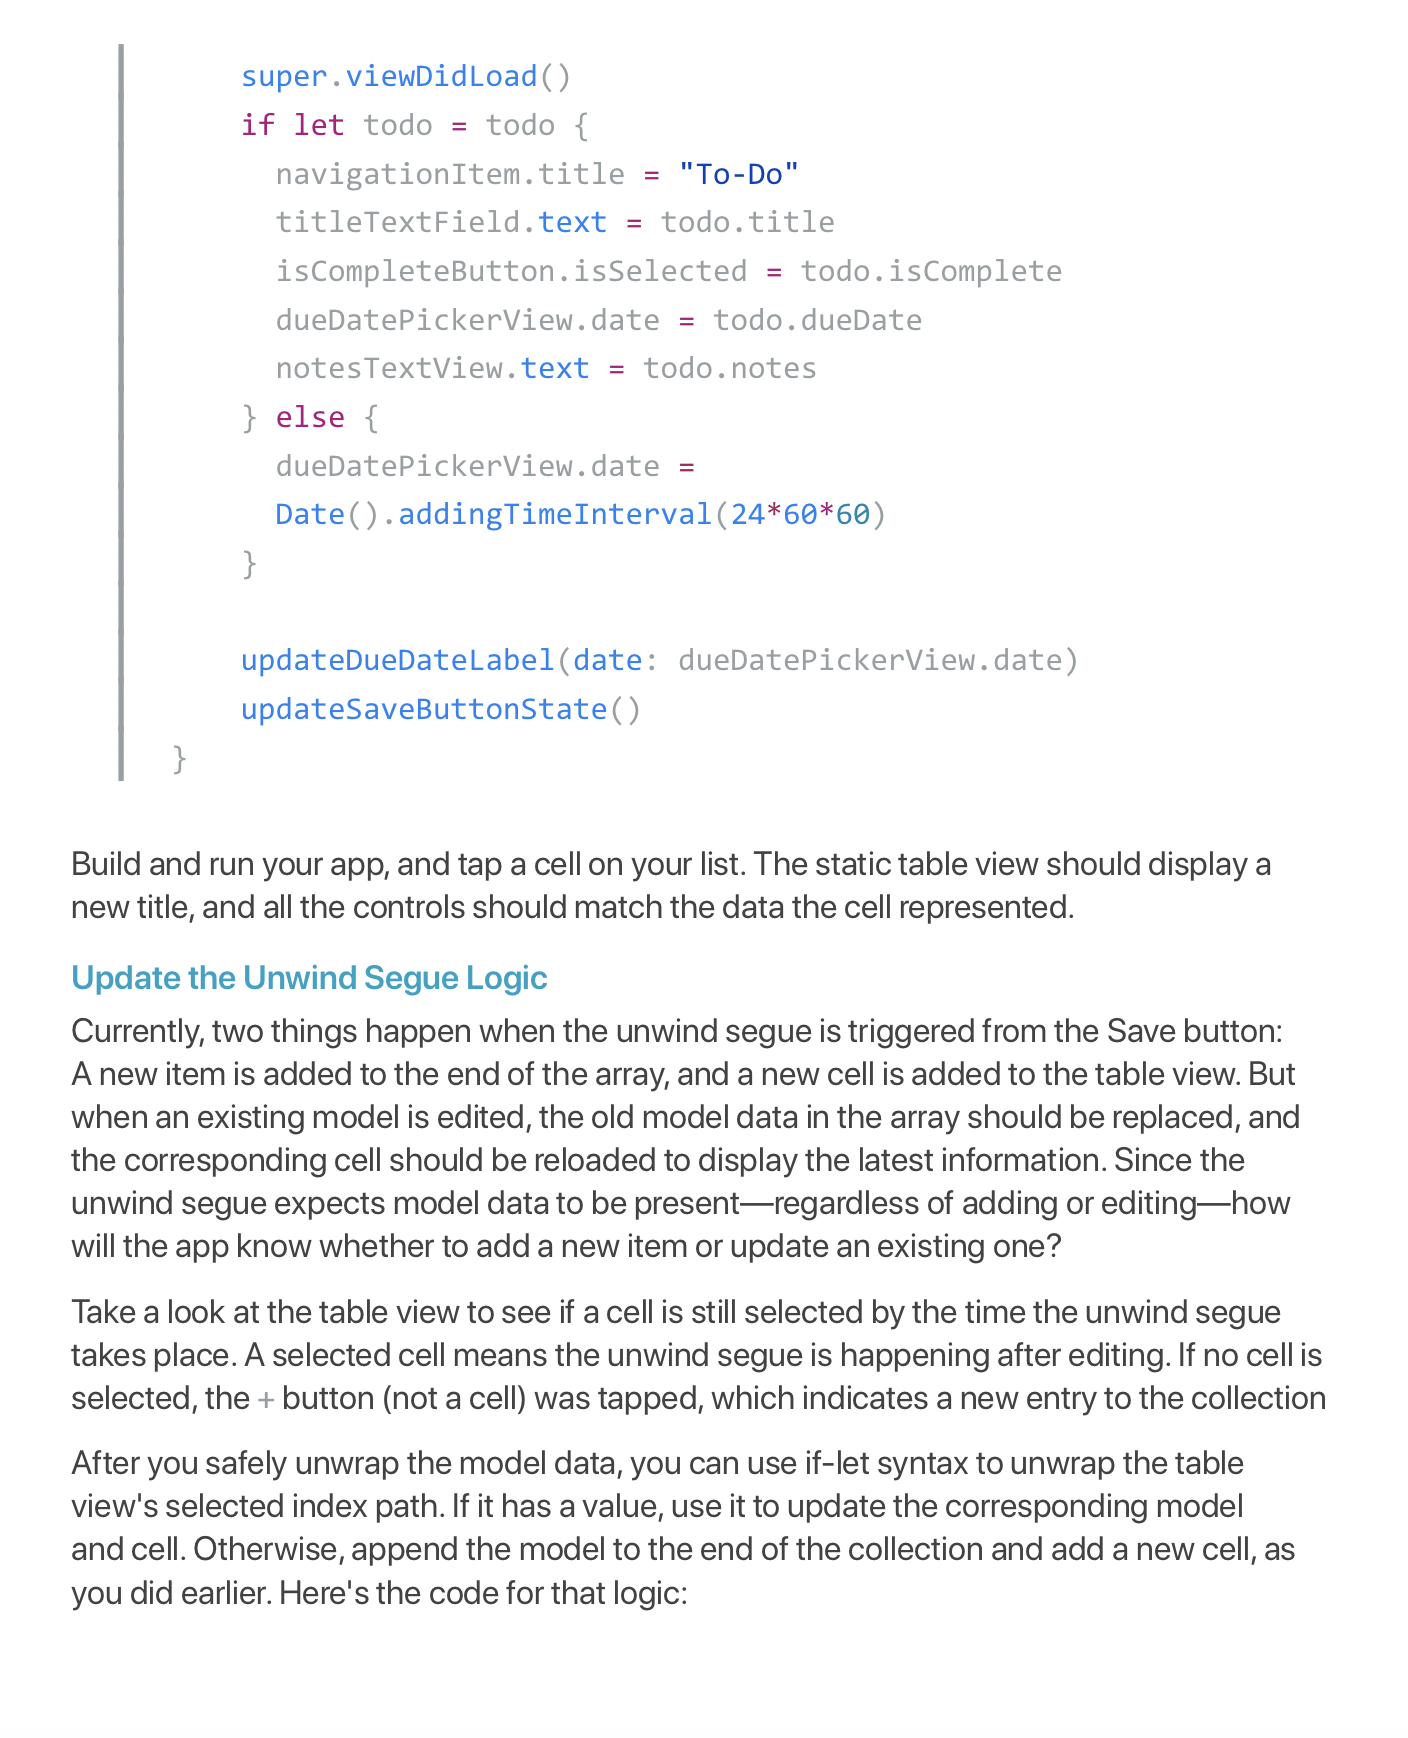 super.viewDidLoad()
if let todo = todo {
navigationItem.title = "To-Do"
titleTextField.text = todo.title
isCompleteButton.isSelected = todo.isComplete
dueDatePickerView.date = todo.dueDate
notesTextView.text = todo.notes
} else {
dueDatePickerView.date =
Date().addingTimeInterval(24*60*60)
}
updateDueDateLabel(date: dueDatePickerView.date)
updateSaveButtonState()
}
Build and run your app, and tap a cell on your list. The static table view should display a
new title, and all the controls should match the data the cell represented.
Update the Unwind Segue Logic
Currently, two things happen when the unwind segue is triggered from the Save button:
A new item is added to the end of the array, and a new cell is added to the table view. But
when an existing model is edited, the old model data in the array should be replaced, and
the corresponding cell should be reloaded to display the latest information. Since the
unwind segue expects model data to be present—regardless of adding or editing—how
will the app know whether to add a new item or update an existing one?
Take a look at the table view to see if a cell is still selected by the time the unwind segue
takes place. A selected cell means the unwind segue is happening after editing. If no cell is
selected, the + button (not a cell) was tapped, which indicates a new entry to the collection
After you safely unwrap the model data, you can use if-let syntax to unwrap the table
view's selected index path. If it has a value, use it to update the corresponding model
and cell. Otherwise, append the model to the end of the collection and add a new cell, as
you did earlier. Here's the code for that logic: